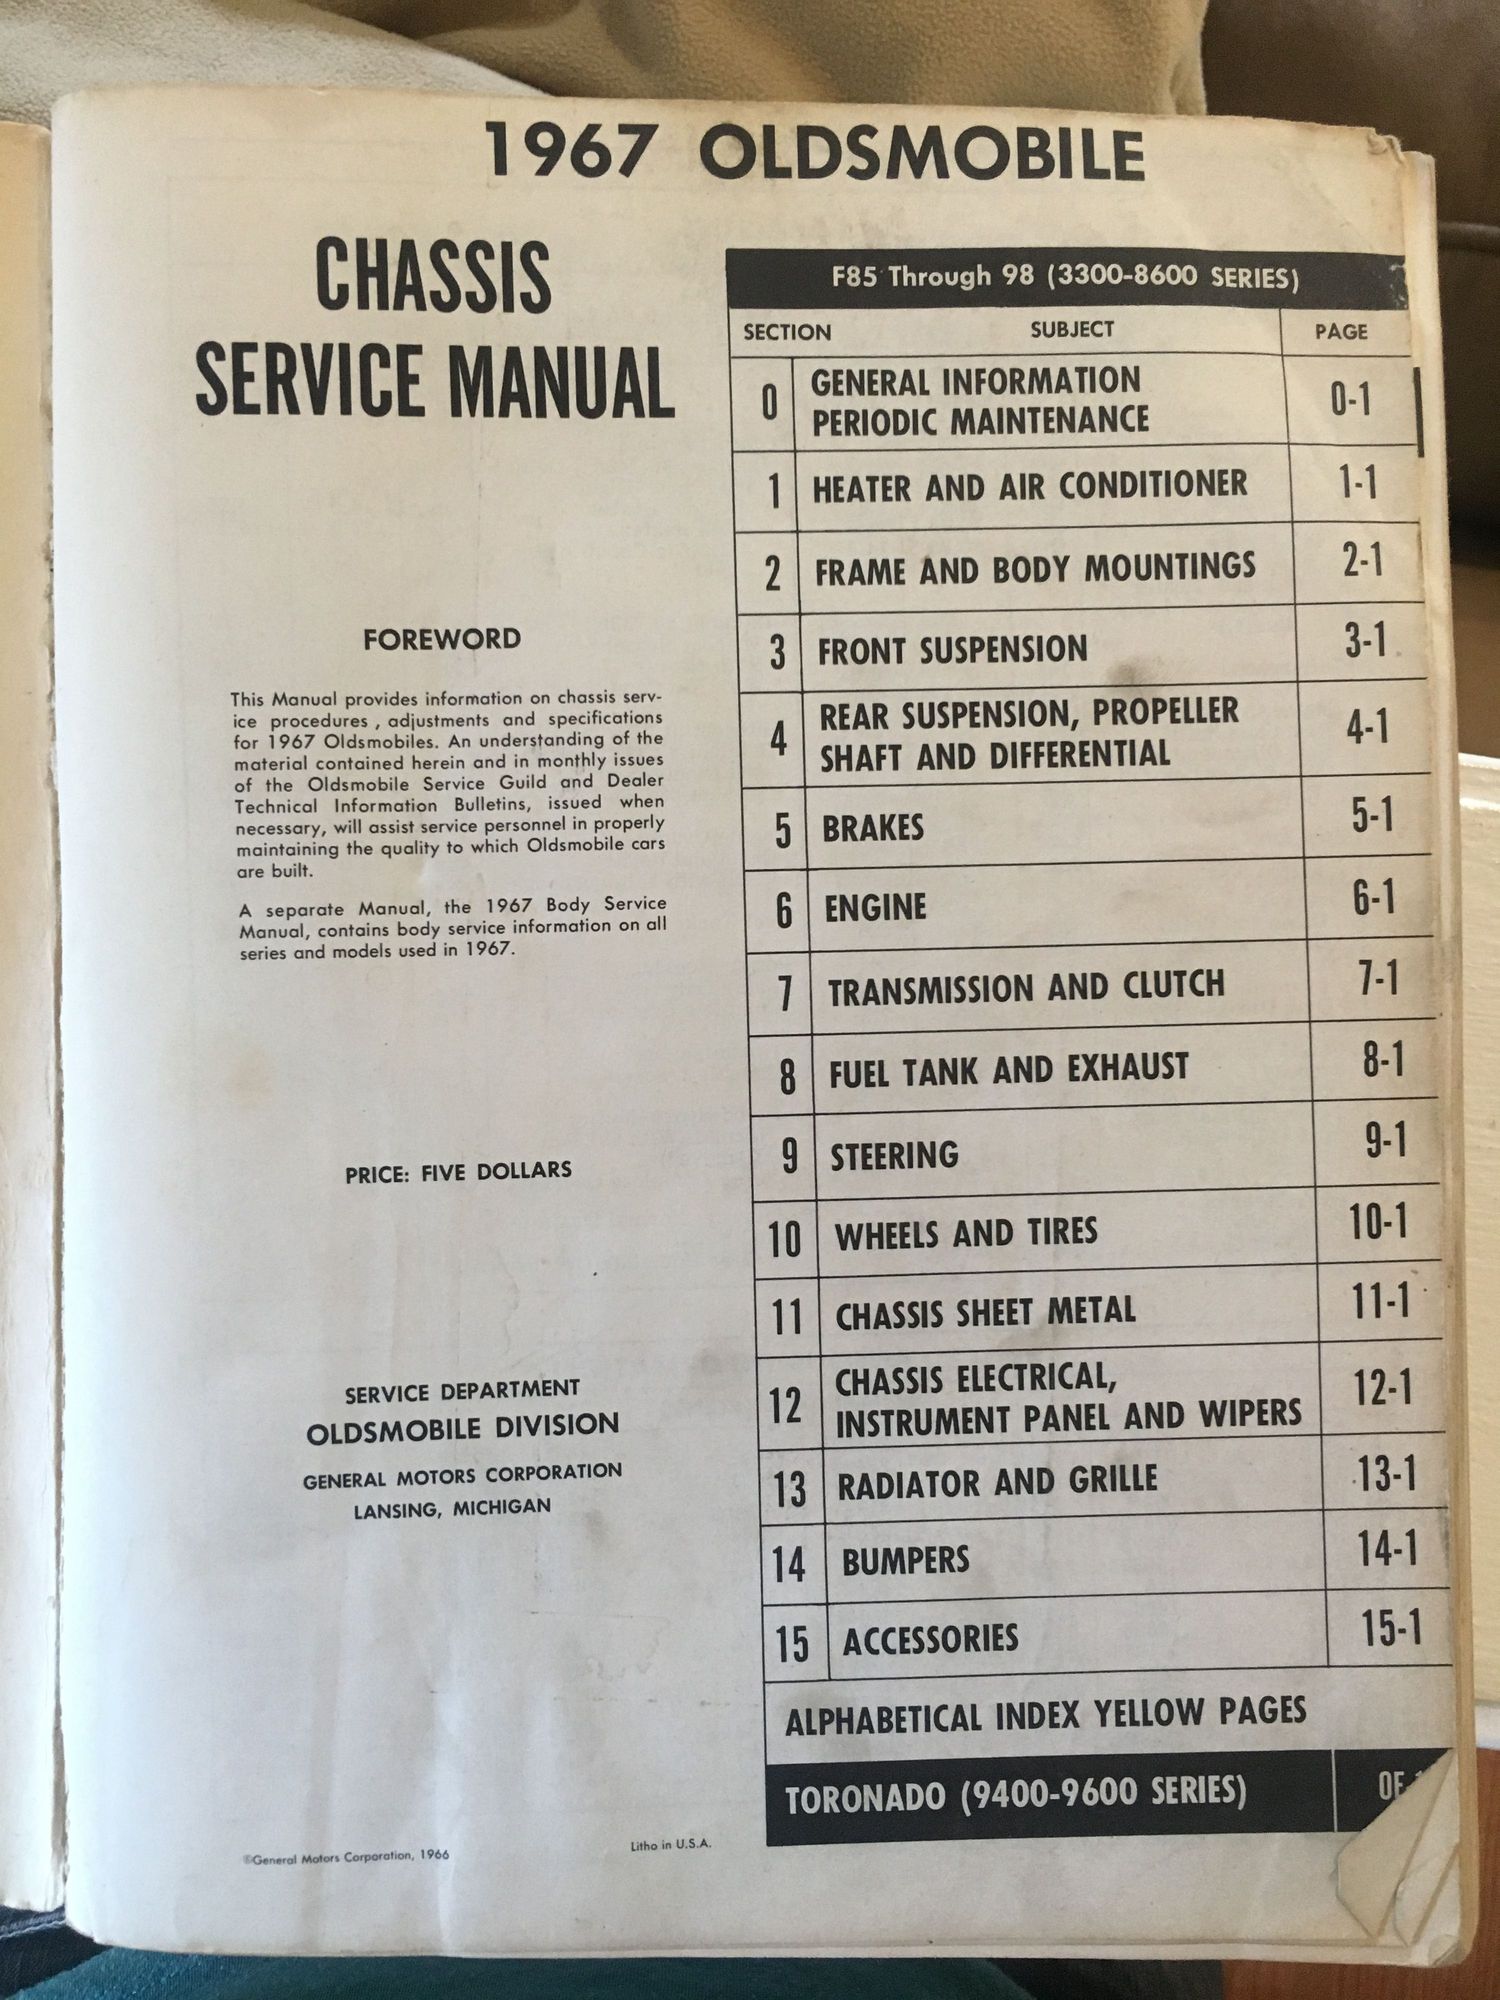 1967 OLDSMOBILE
CHASSIS
SERVICE MANUAL
FOREWORD
This Manual provides information on chassis serv-
ice procedures , adjustments and specifications
for 1967 Oldsmobiles. An understanding of the
material contained herein and in monthly issues
of the Oldsmobile Service Guild and Dealer
Technical Information Bulletins, issued when
necessary, will assist service personnel in properly
maintaining the quality to which Oldsmobile cars
are built.
A separate Manual, the 1967 Body Service
Manual, contains body service information on all
series and models used in 1967.
PRICE: FIVE DOLLARS
SERVICE DEPARTMENT
OLDSMOBILE DIVISION
GENERAL MOTORS CORPORATION
LANSING, MICHIGAN
©General Motors Corporation, 1966
Litho in U.S.A.
F85 Through 98 (3300-8600 SERIES)
SECTION SUBJECT PAGE
0 GENERAL INFORMATION
PERIODIC MAINTENANCE 0-1
1 HEATER AND AIR CONDITIONER 1-1
2 FRAME AND BODY MOUNTINGS 2-1
3 FRONT SUSPENSION 3-1
4 REAR SUSPENSION, PROPELLER
SHAFT AND DIFFERENTIAL 4-1
5 BRAKES 5-1
6 ENGINE 6-1
7 TRANSMISSION AND CLUTCH 7-1
8 FUEL TANK AND EXHAUST 8-1
9 STEERING 9-1
10 WHEELS AND TIRES 10-1
11 CHASSIS SHEET METAL 11-1
12 CHASSIS ELECTRICAL,
INSTRUMENT PANEL AND WIPERS 12-1
13 RADIATOR AND GRILLE 13-1
14 BUMPERS 14-1
15 ACCESSORIES 15-1
ALPHABETICAL INDEX YELLOW PAGES
TORONADO (9400-9600 SERIES)